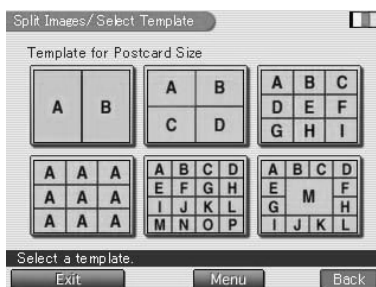 Split Images/Select Template
Template for Postcard Size
A B
A B
C D
A B C
D E F
G H I
A A A
A A A
A A A
A B C D
E F G H
I J K L
M N O P
A B C D
E M F
G H
I J K L
Select a template.
Exit Menu Back